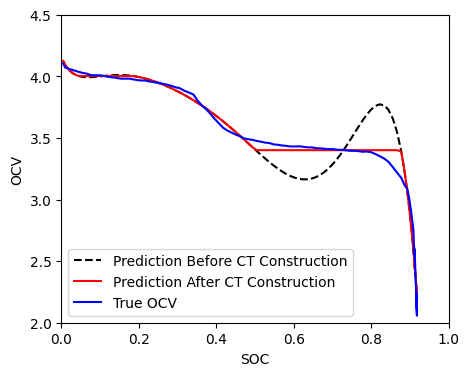 4.5
4.0
3.5
3.0
2.5
2.0
OCV
Prediction Before CT Construction
Prediction After CT Construction
True OCV
0.0 0.2 0.4 0.6 0.8 1.0
SOC